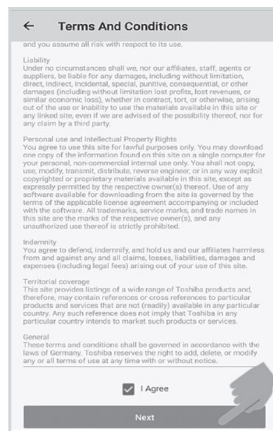 Terms And Conditions
and you assume all risk with respect to its use.
Liability
Under no circumstances shall we, nor our affiliates, staff, agents or
suppliers, be liable for any damages, including without limitation,
direct, indirect, incidental, special, punitive, consequential, or other
damages (including without limitation lost profits, lost revenues, or
similar economic loss), whether in contract, tort, or otherwise, arising
out of the use or inability to use the materials available in this site or
any linked site, even if we are advised of the possibility thereof, nor for
any claim by a third party.
Personal use and Intellectual Property Rights
You agree to use this site for lawful purposes only. You may download
one copy of the information found on this site on a single computer for
your personal, non-commercial internal use only. You shall not copy,
use, modify, transmit, distribute, reverse engineer, or in any way exploit
copyrighted or proprietary materials available in this site, except as
expressly permitted by the respective owner(s) thereof. Use of any
software available for downloading from the site is governed by the
terms of the applicable license agreement accompanying or included
with the software. All trademarks, service marks, and trade names in
this site are the marks of the respective owner(s), and any
unauthorized use thereof is strictly prohibited.
Indemnity
You agree to defend, indemnify, and hold us and our affiliates harmless
from and against any and all claims, losses, liabilities, damages and
expenses (including legal fees) arising out of your use of this site.
Territorial coverage
This site provides listings of a wide range of Toshiba products and,
therefore, may contain references or cross references to particular
products and services that are not (readily) available in any particular
country. Any such reference does not imply that Toshiba in any
particular country intends to market such products or services.
General
These terms and conditions shall be governed in accordance with the
laws of Germany. Toshiba reserves the right to add, delete, or modify
any or all terms of use at any time with or without notice.
I Agree
Next